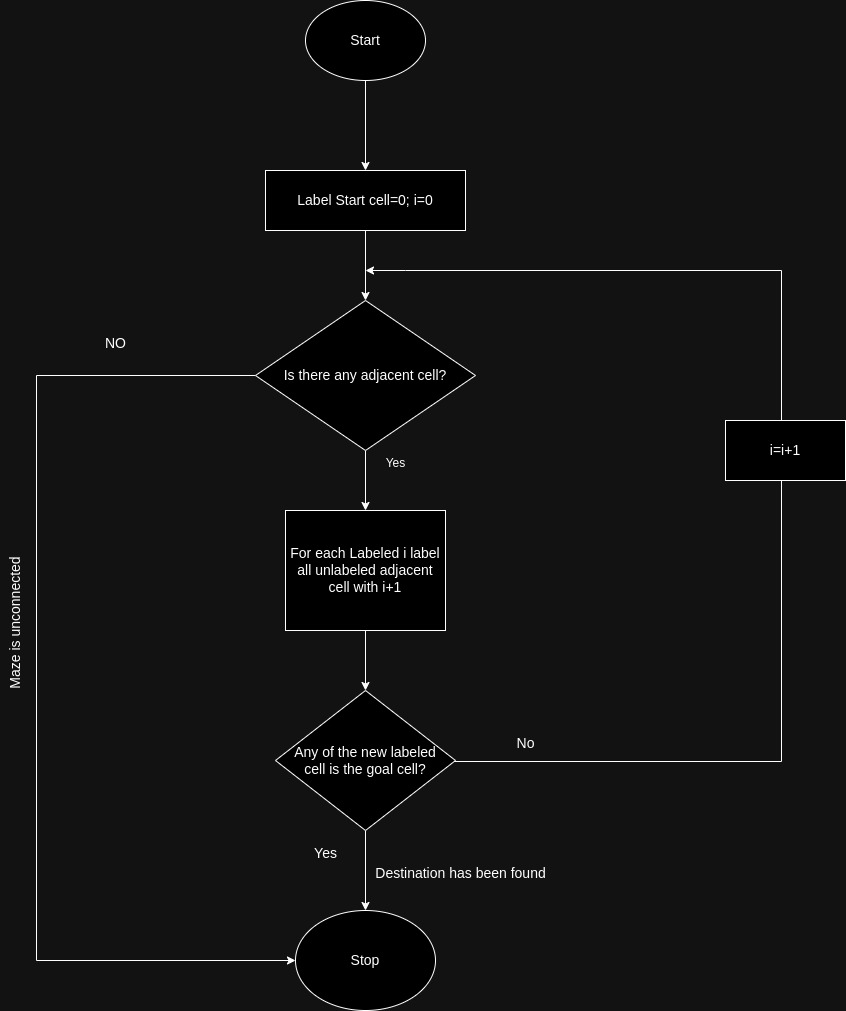 Start
Label Start cell=0; i=0
NO
Is there any adjacent cell?
Yes
i=i+1
For each Labeled i label
all unlabeled adjacent
cell with i+1
Maze is unconnected
Any of the new labeled
cell is the goal cell?
No
Yes
Destination has been found
Stop